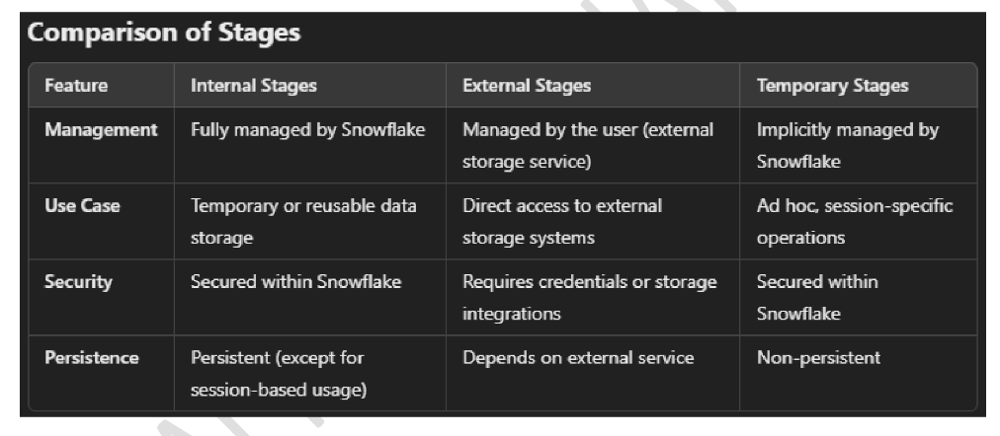 Comparison of Stages
Feature Internal Stages External Stages Temporary Stages
Management Fully managed by Snowflake Managed by the user (external Implicitly managed by
storage service) Snowflake
Use Case Temporary or reusable data Direct access to external Ad hoc, session-specific
storage storage systems operations
Security Secured within Snowflake Requires credentials or storage Secured within
integrations Snowflake
Persistence Persistent (except for Depends on external service Non-persistent
session-based usage)